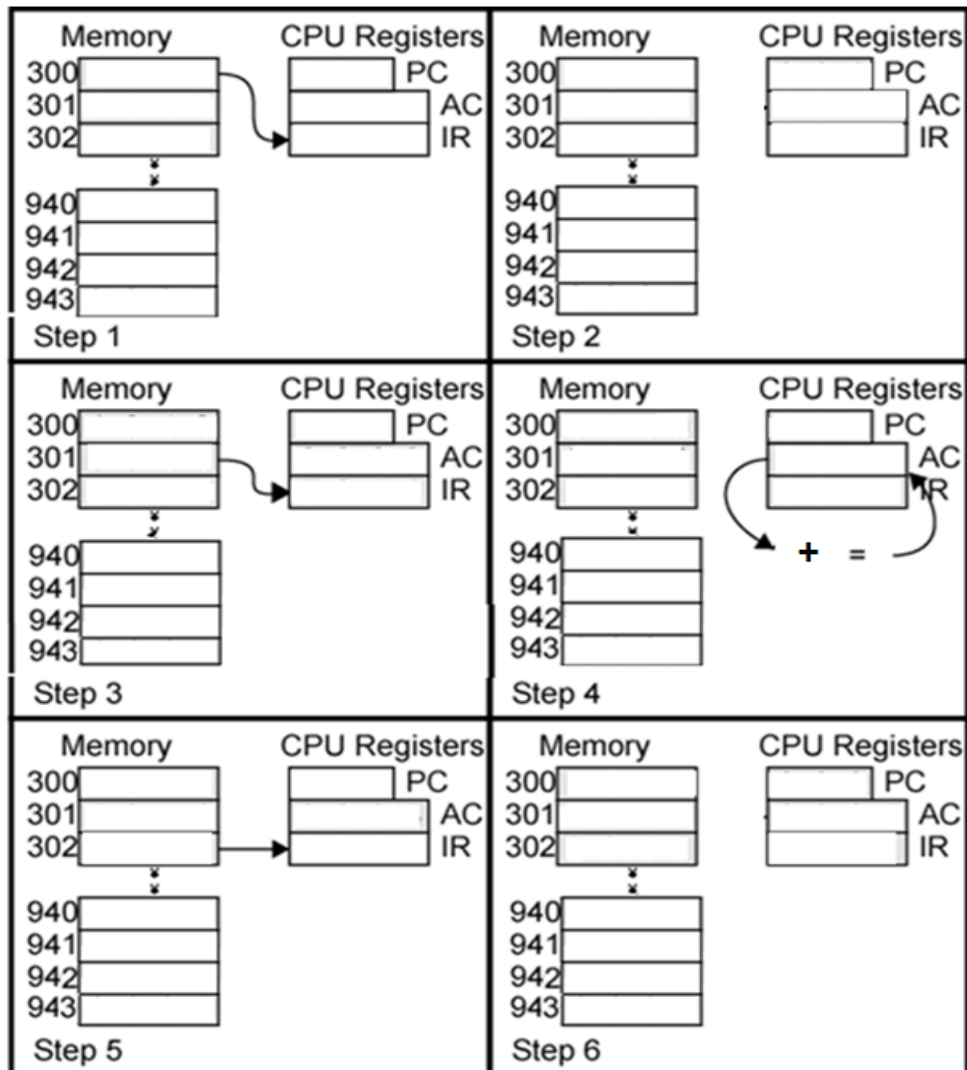 Memory CPU Registers
300 PC
301 AC
302 IR
940
941
942
943
Step 1
Memory CPU Registers
300 PC
301 AC
302 IR
940
941
942
943
Step 2
Memory CPU Registers
300 PC
301 AC
302 IR
940
941
942
943
Step 3
Memory CPU Registers
300 PC
301 AC
302 IR
+ =
940
941
942
943
Step 4
Memory CPU Registers
300 PC
301 AC
302 IR
940
941
942
943
Step 5
Memory CPU Registers
300 PC
301 AC
302 IR
940
941
942
943
Step 6